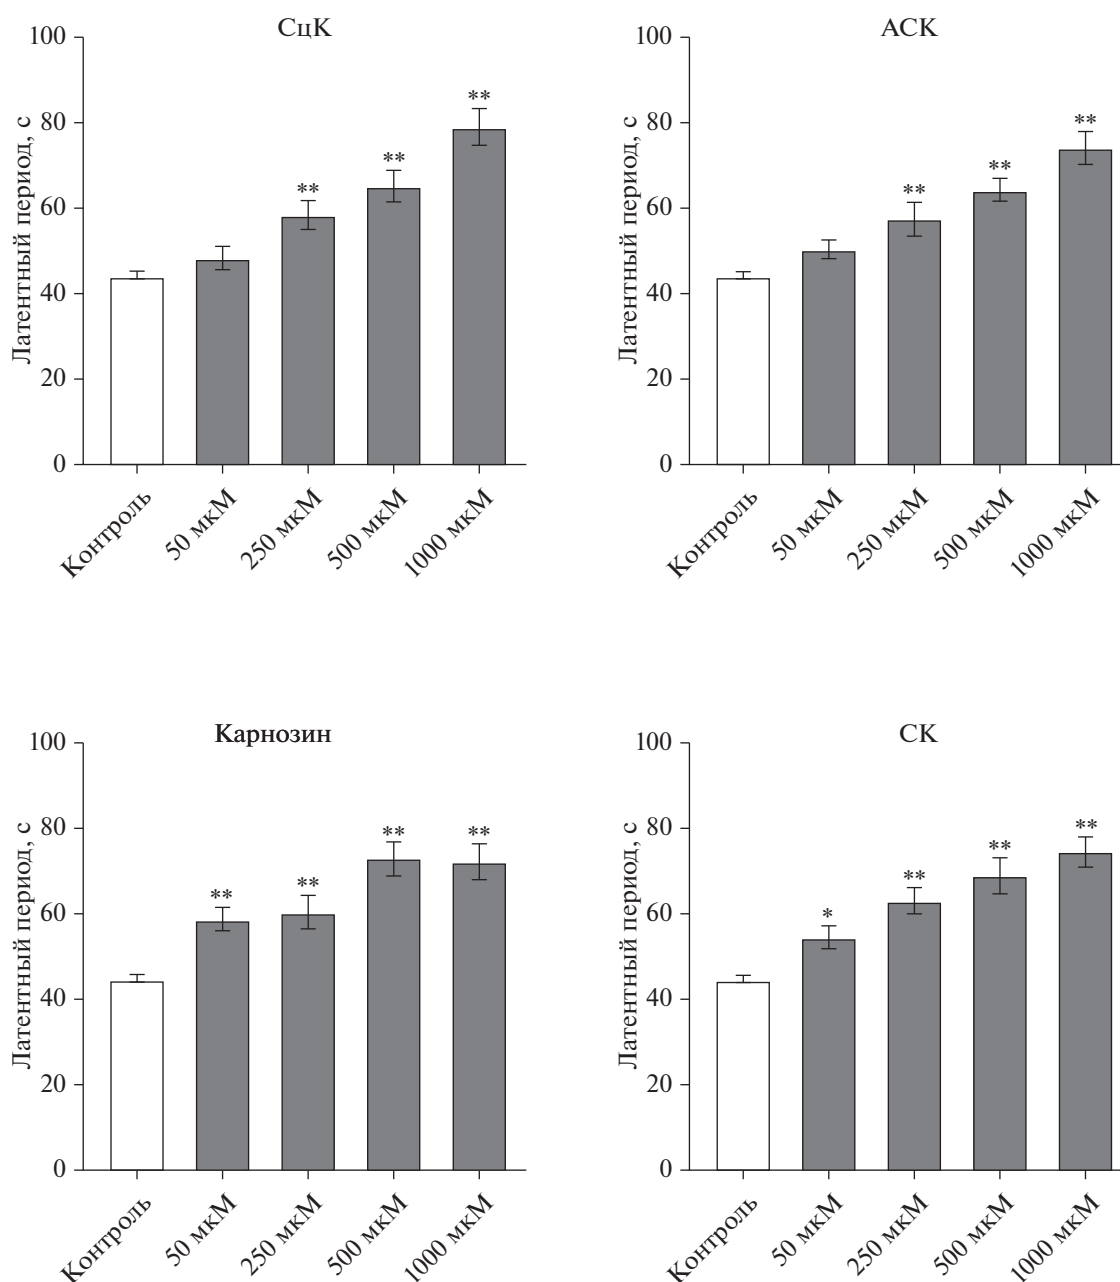 СцК
Латентный период, с
100
80
60
40
20
0
**
**
**
Контроль
50 мкМ
250 мкМ
500 мкМ
1000 мкМ
АСК
Латентный период, с
100
80
60
40
20
0
**
**
**
Контроль
50 мкМ
250 мкМ
500 мкМ
1000 мкМ
Карнозин
Латентный период, с
100
80
60
40
20
0
**
**
**
**
Контроль
50 мкМ
250 мкМ
500 мкМ
1000 мкМ
СК
Латентный период, с
100
80
60
40
20
0
*
**
**
**
Контроль
50 мкМ
250 мкМ
500 мкМ
1000 мкМ